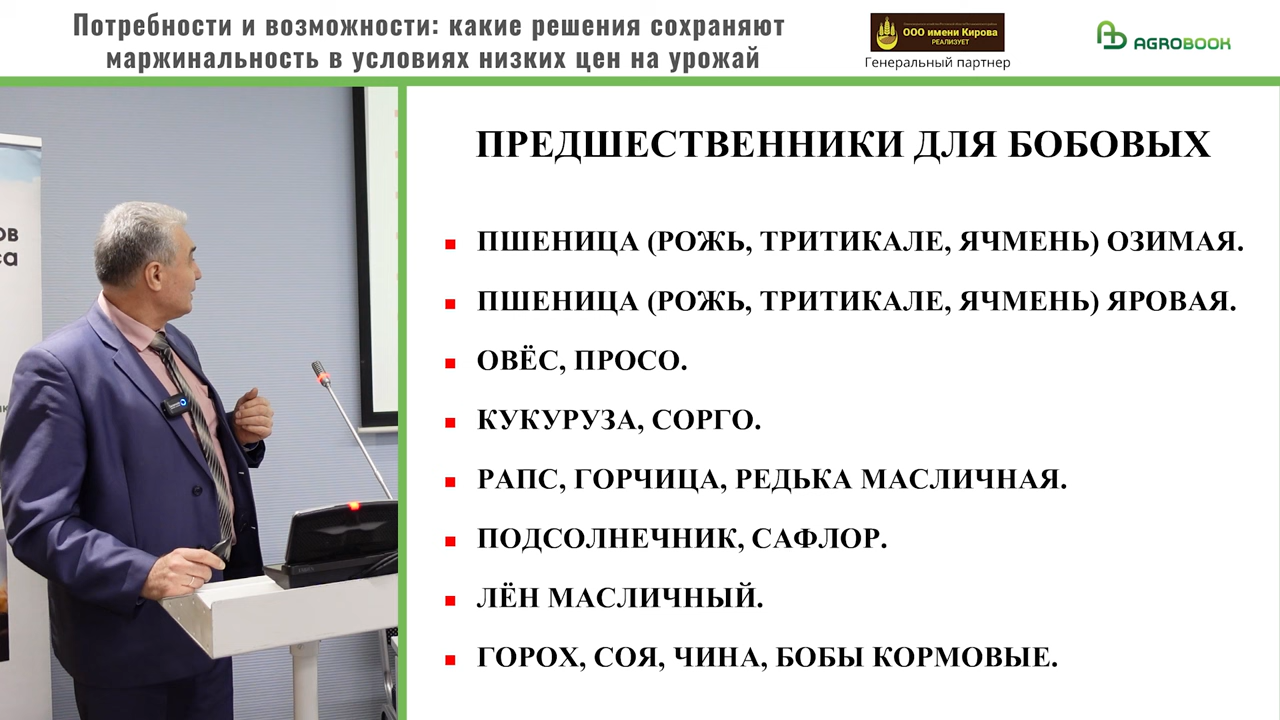 Потребности и возможности: какие решения сохраняют
маржинальность в условиях низких цен на урожай
ООО имени Кирова
РЕАЛИЗУЕТ
Генеральный партнер
AGROBOOK
ов
са
ПРЕДШЕСТВЕННИКИ ДЛЯ БОБОВЫХ
ПШЕНИЦА (РОЖЬ, ТРИТИКАЛЕ, ЯЧМЕНЬ) ОЗИМАЯ.
ПШЕНИЦА (РОЖЬ, ТРИТИКАЛЕ, ЯЧМЕНЬ) ЯРОВАЯ.
ОВЁС, ПРОСО.
КУКУРУЗА, СОРГО.
РАПС, ГОРЧИЦА, РЕДЬКА МАСЛИЧНАЯ.
ПОДСОЛНЕЧНИК, САФЛОР.
ЛЁН МАСЛИЧНЫЙ.
ГОРОХ, СОЯ, ЧИНА, БОБЫ КОРМОВЫЕ.